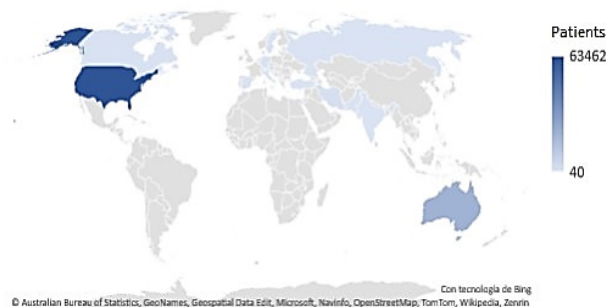 Patients
63462
40
Con tecnología de Bing
© Australian Bureau of Statistics, GeoNames, Geospatial Data Edit, Microsoft, Navinfo, OpenStreetMap, TomTom, Wikipedia, Zenrin